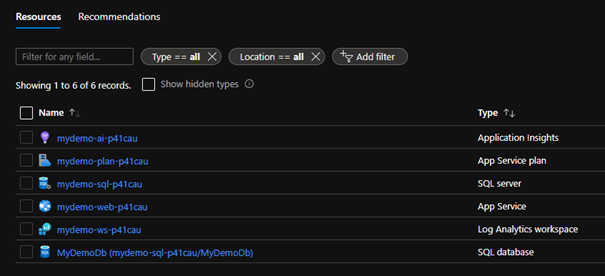 Resources Recommendations
Filter for any field... Type == all Location == all Add filter
Showing 1 to 6 of 6 records. Show hidden types
Name Type
mydemo-ai-p41cau Application Insights
mydemo-plan-p41cau App Service plan
mydemo-sql-p41cau SQL server
mydemo-web-p41cau App Service
mydemo-ws-p41cau Log Analytics workspace
MyDemoDb (mydemo-sql-p41cau/MyDemoDb) SQL database